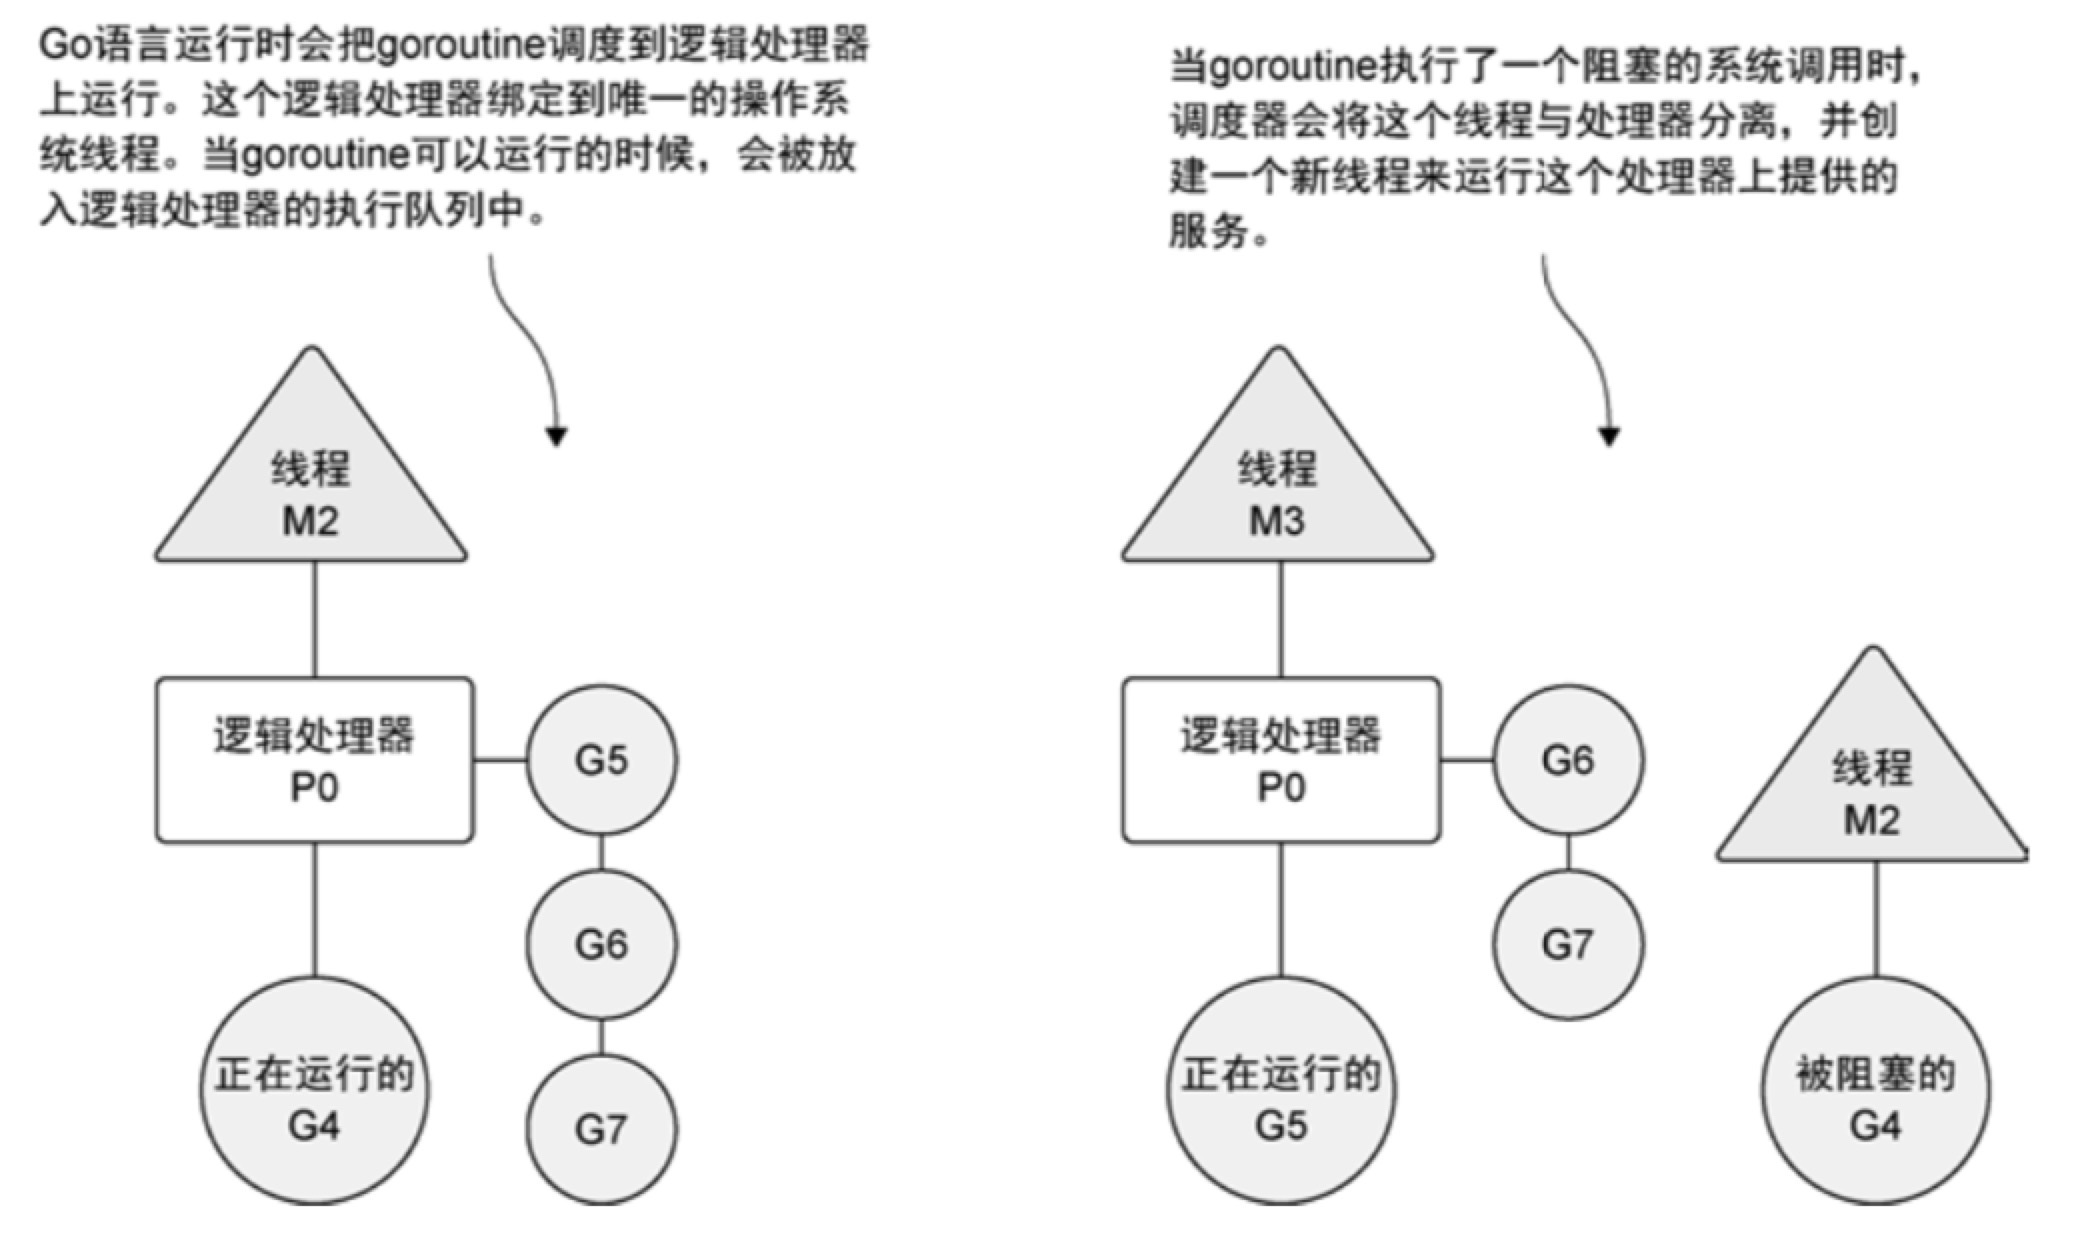 Go语言运行时会把goroutine调度到逻辑处理器
上运行。这个逻辑处理器绑定到唯一的操作系
统线程。当goroutine可以运行的时候，会被放
入逻辑处理器的执行队列中。
当goroutine执行了一个阻塞的系统调用时，
调度器会将这个线程与处理器分离，并创
建一个新线程来运行这个处理器上提供的
服务。
线程
M2
逻辑处理器
P0
G5
G6
G7
正在运行的
G4
线程
M3
逻辑处理器
P0
G6
G7
正在运行的
G5
线程
M2
被阻塞的
G4